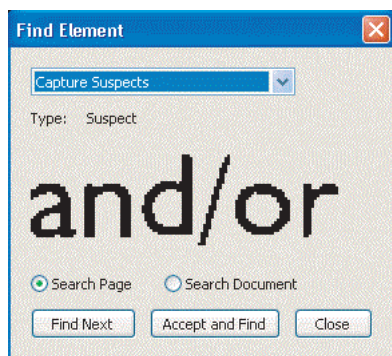 Find Element
Capture Suspects
Type: Suspect
and/or
Search Page Search Document
Find Next Accept and Find Close